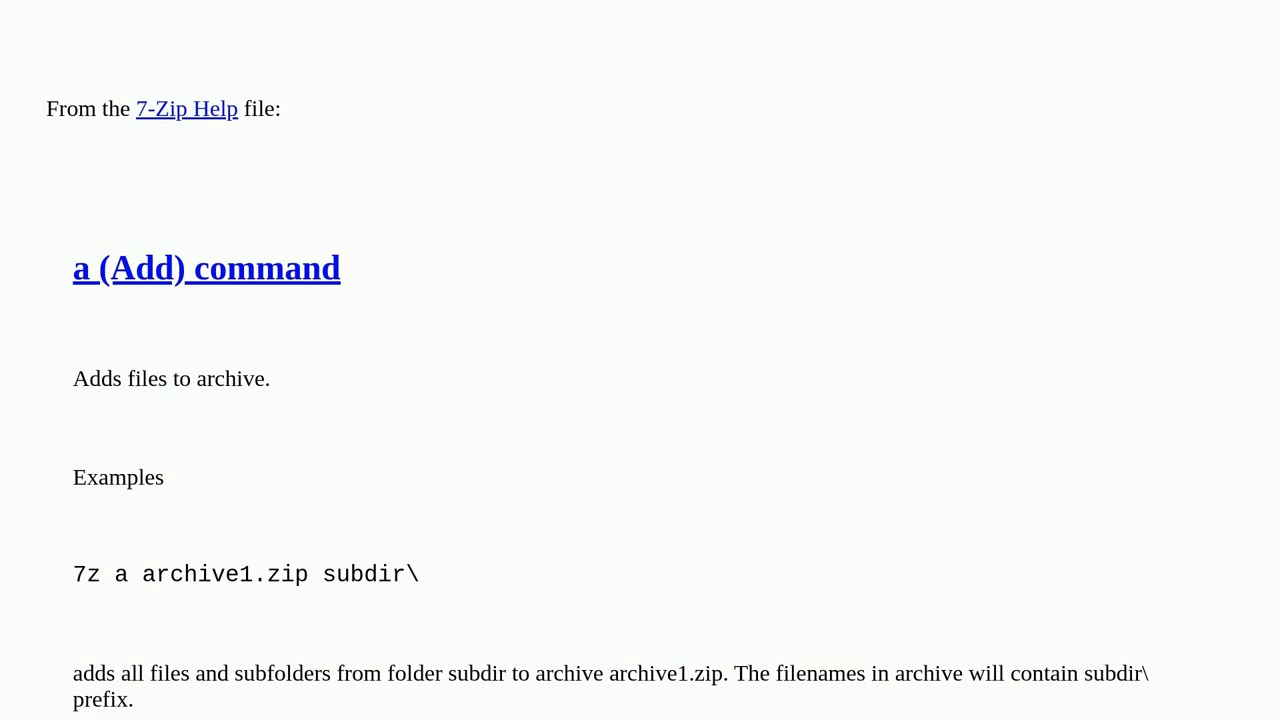 From the 7-Zip Help file:
a (Add) command
Adds files to archive.
Examples
7z a archive1.zip subdir\
adds all files and subfolders from folder subdir to archive archive1.zip. The filenames in archive will contain subdir\
prefix.